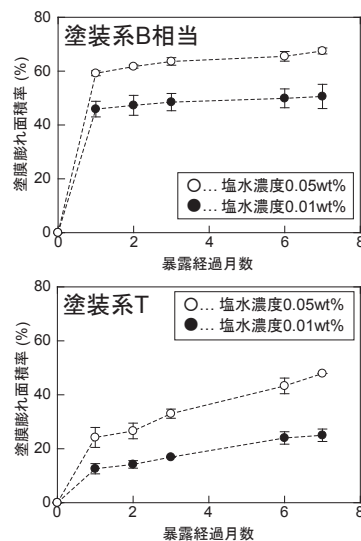 塗装系B相当
塗膜膨れ面積率 (%)
80
60
40
20
0
○… 塩水濃度0.05wt%
●… 塩水濃度0.01wt%
0 2 4 6 8
暴露経過月数
塗装系T
塗膜膨れ面積率 (%)
80
60
40
20
0
○… 塩水濃度0.05wt%
●… 塩水濃度0.01wt%
0 2 4 6 8
暴露経過月数